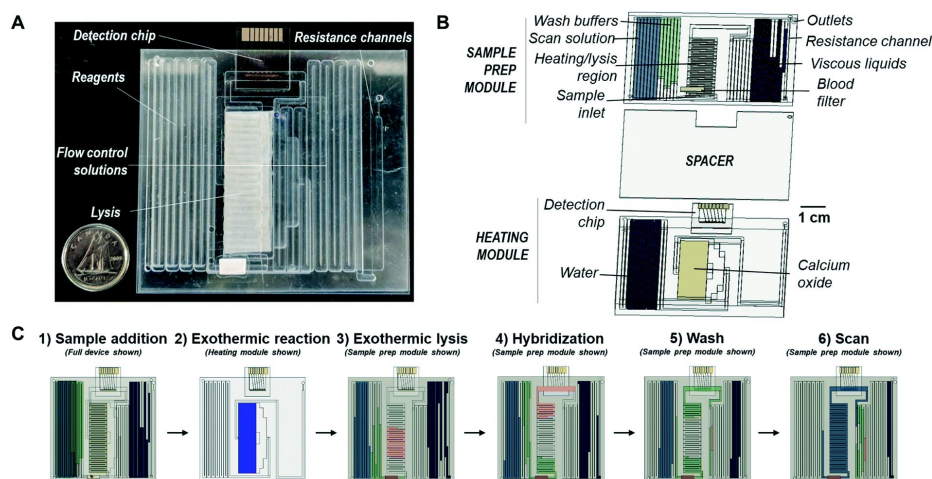 A
Detection chip
Resistance channels
Reagents
Flow control
solutions
Lysis
CANADA
2009
B
SAMPLE
PREP
MODULE
Wash buffers
Scan solution
Heating/lysis
region
Sample
inlet
Outlets
Resistance channel
Viscous liquids
Blood
filter
SPACER
Detection
chip
1 cm
HEATING
MODULE
Water
Calcium
oxide
C
1) Sample addition
(Full device shown)
2) Exothermic reaction
(Heating module shown)
3) Exothermic lysis
(Sample prep module shown)
4) Hybridization
(Sample prep module shown)
5) Wash
(Sample prep module shown)
6) Scan
(Sample prep module shown)